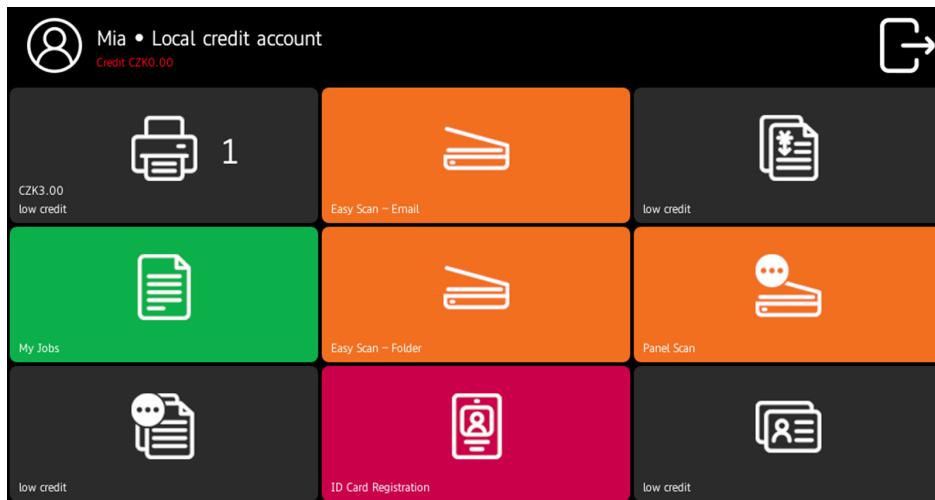 Mia • Local credit account
Credit CZK0.00
1
CZK3.00
low credit
Easy Scan – Email
low credit
My Jobs
Easy Scan – Folder
Panel Scan
low credit
ID Card Registration
low credit